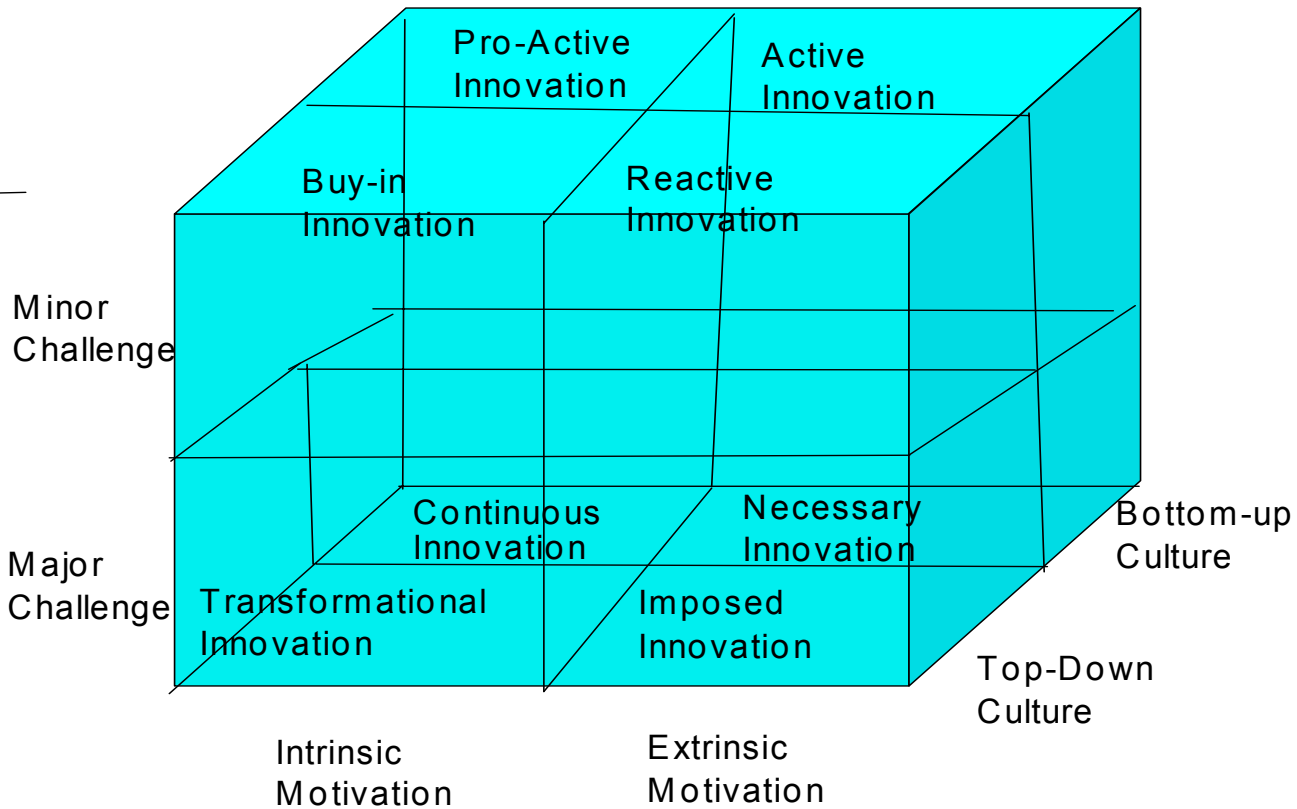 Pro-Active
Innovation
Active
Innovation
Buy-in
Innovation
Reactive
Innovation
Minor
Challenge
Continuous
Innovation
Necessary
Innovation
Bottom-up
Culture
Major
Challenge
Transformational
Innovation
Imposed
Innovation
Top-Down
Culture
Intrinsic
Motivation
Extrinsic
Motivation